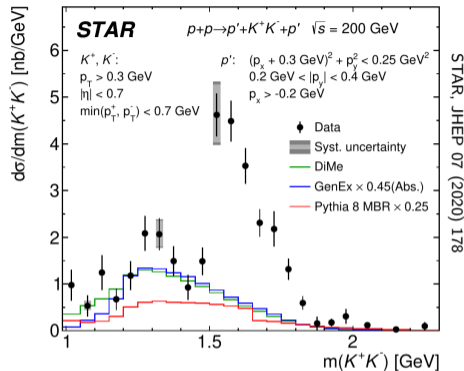 STAR p+p→p'+K⁺K⁻+p' √s = 200 GeV
K⁺, K⁻:
p_T > 0.3 GeV
|η| < 0.7
min(p_T⁺, p_T⁻) < 0.7 GeV
p': (p_x + 0.3 GeV)² + p_y² < 0.25 GeV²
0.2 GeV < |p_y| < 0.4 GeV
p_x > -0.2 GeV
Data
Syst. uncertainty
DiMe
GenEx × 0.45(Abs.)
Pythia 8 MBR × 0.25
dσ/dm(K⁺K⁻) [nb/GeV]
6
5
4
3
2
1
0
1
1.5
2
m(K⁺K⁻) [GeV]
STAR, JHEP 07 (2020) 178